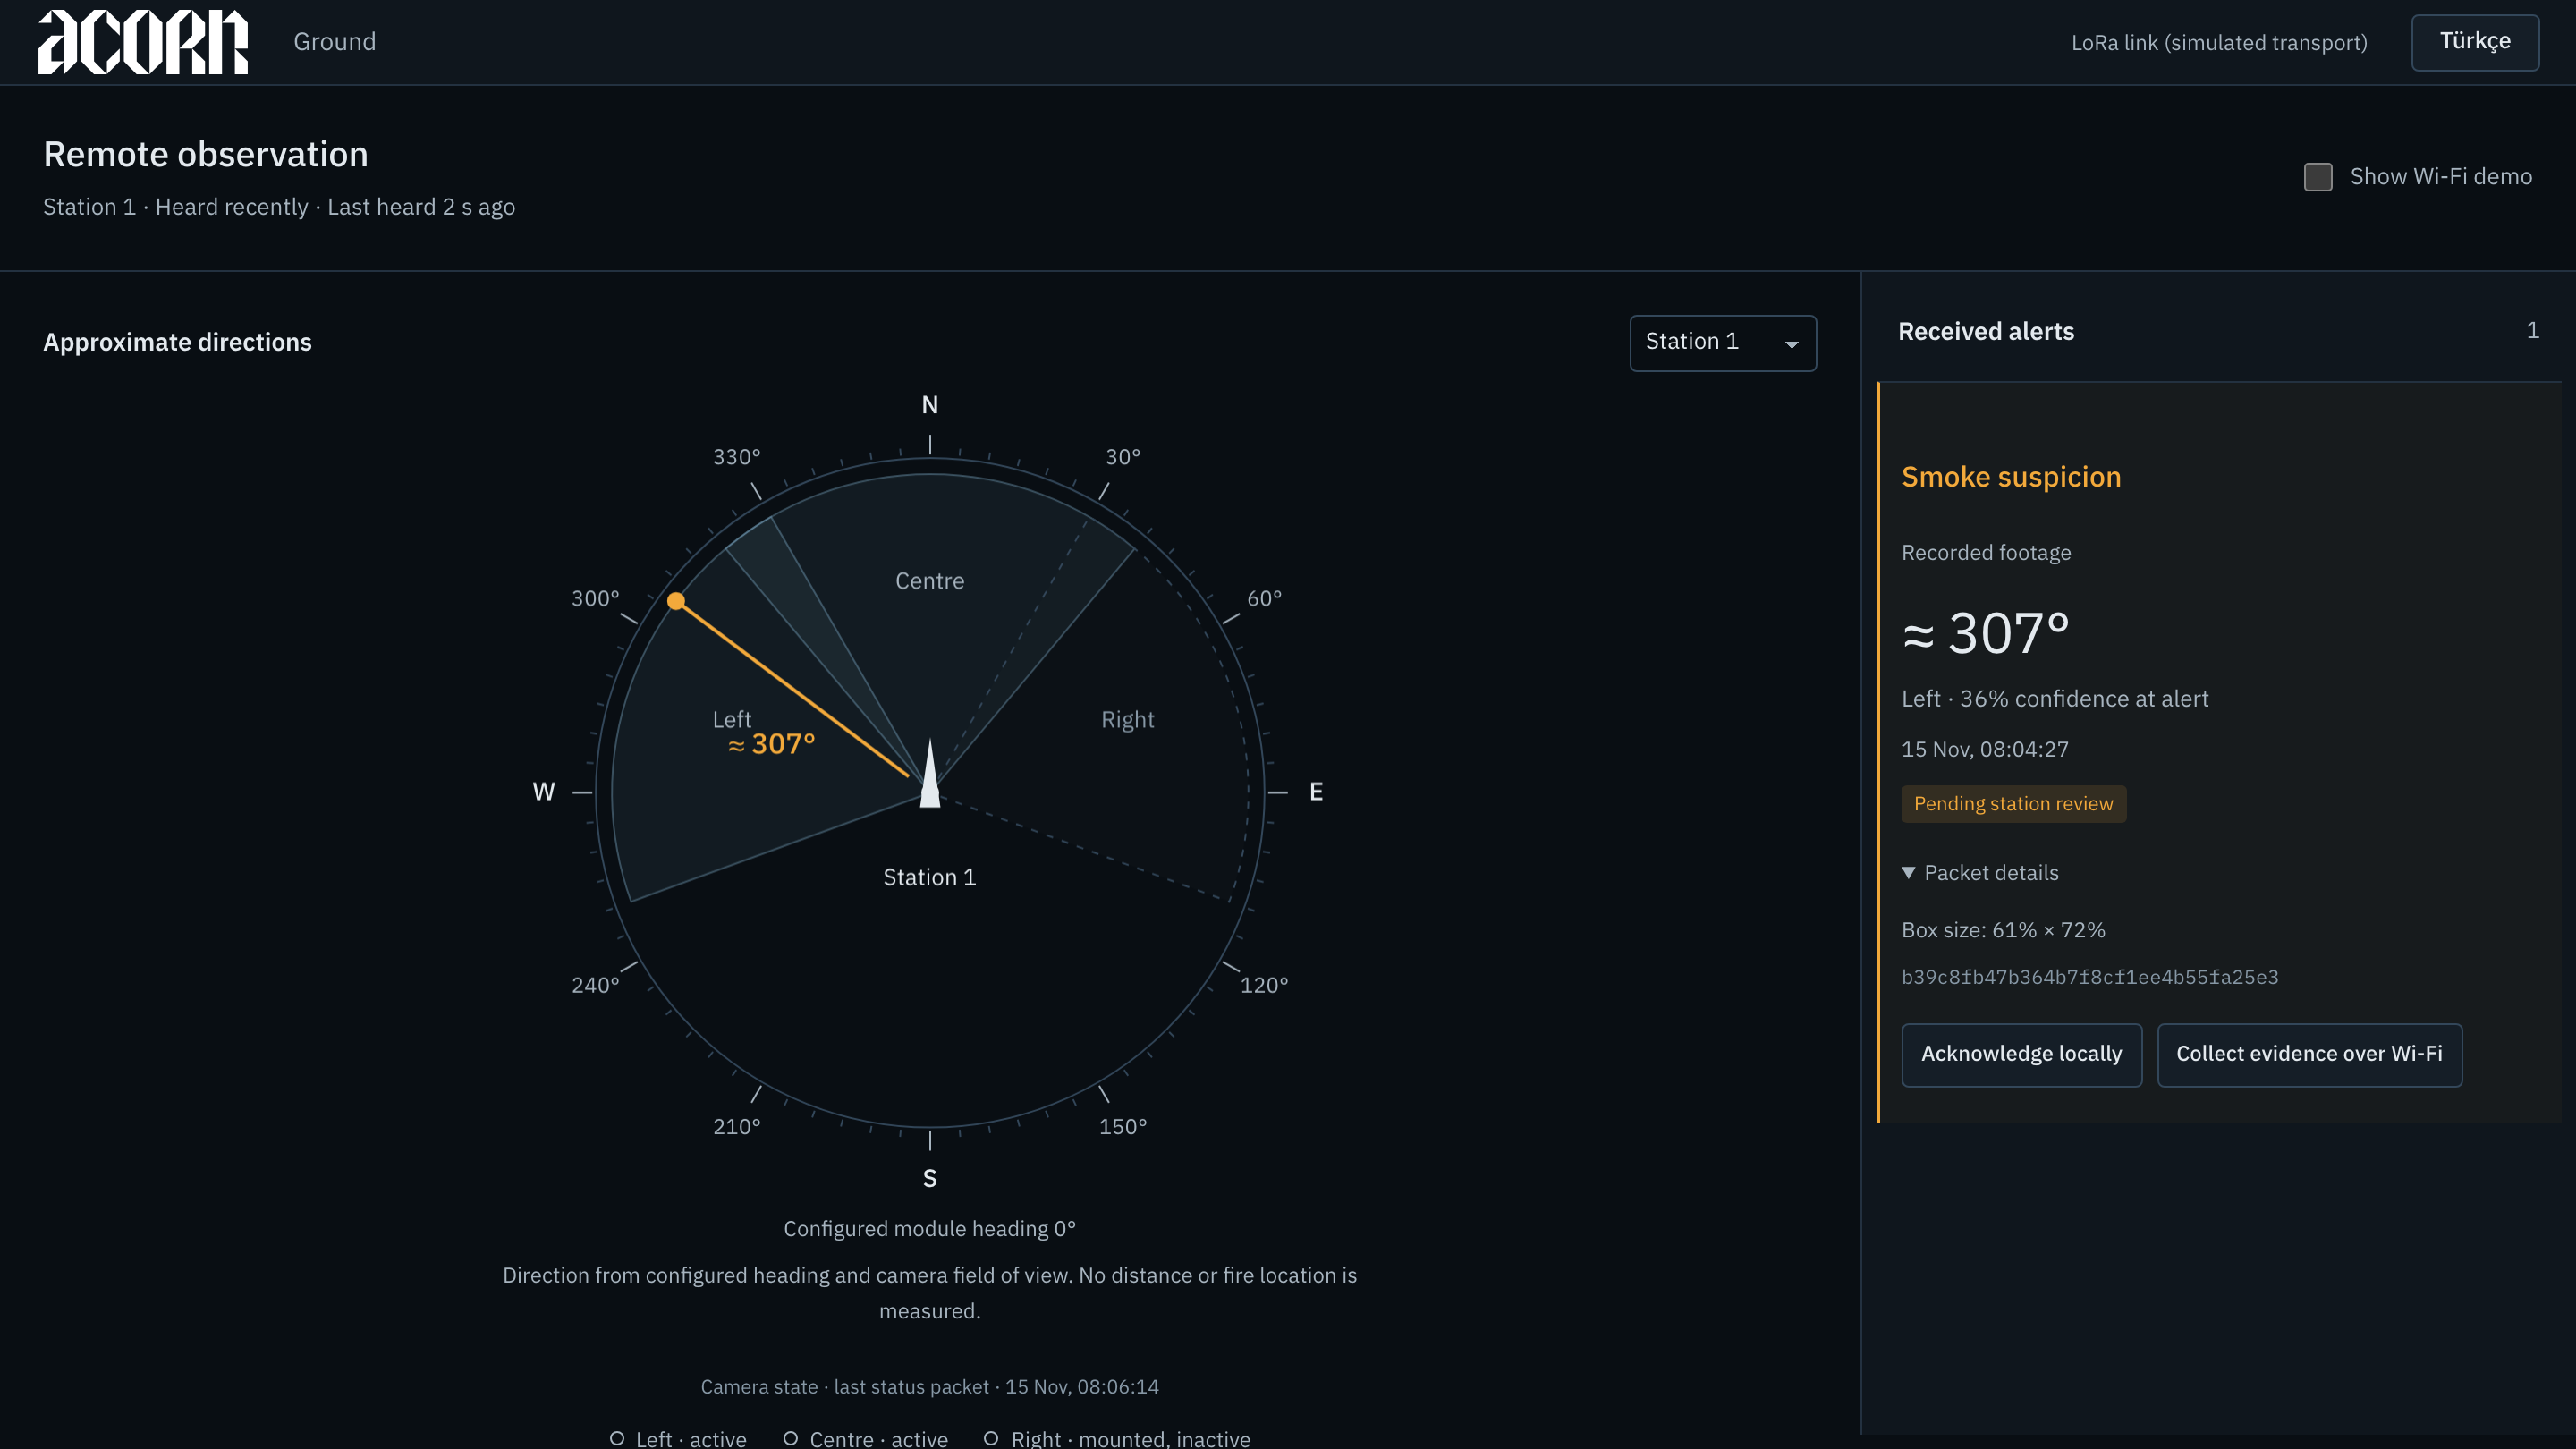 acorn
Ground
LoRa link (simulated transport)
Türkçe
Remote observation
Station 1 · Heard recently · Last heard 2 s ago
Show Wi-Fi demo
Approximate directions
Station 1
N
330°
30°
300°
60°
Centre
Left
≈ 307°
Right
W
E
Station 1
240°
120°
210°
150°
S
Configured module heading 0°
Direction from configured heading and camera field of view. No distance or fire location is
measured.
Camera state · last status packet · 15 Nov, 08:06:14
Left · active
Centre · active
Right · mounted, inactive
Received alerts
1
Smoke suspicion
Recorded footage
≈ 307°
Left · 36% confidence at alert
15 Nov, 08:04:27
Pending station review
▼ Packet details
Box size: 61% × 72%
b39c8fb47b364b7f8cf1ee4b55fa25e3
Acknowledge locally
Collect evidence over Wi-Fi